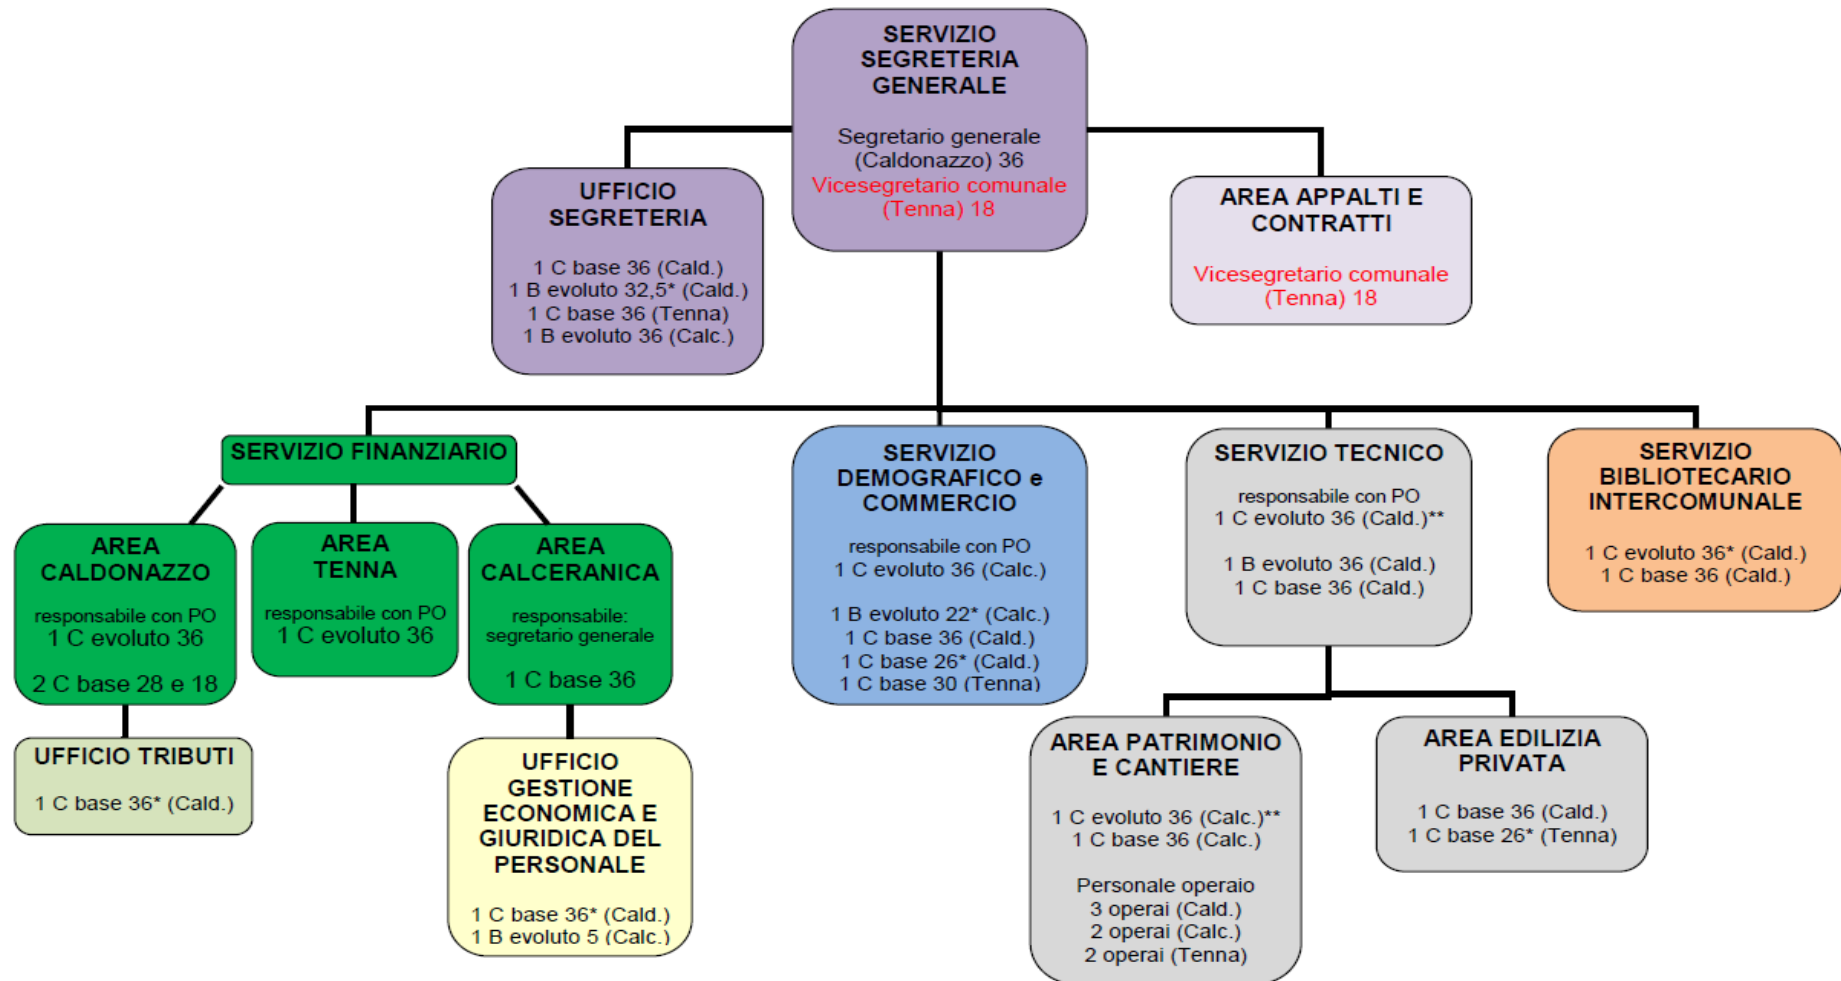 SERVIZIO
SEGRETERIA
GENERALE
Segretario generale
(Caldonazzo) 36
Vicesegretario comunale
(Tenna) 18
UFFICIO
SEGRETERIA
1 C base 36 (Cald.)
1 B evoluto 32,5* (Cald.)
1 C base 36 (Tenna)
1 B evoluto 36 (Calc.)
AREA APPALTI E
CONTRATTI
Vicesegretario comunale
(Tenna) 18
SERVIZIO FINANZIARIO
AREA
CALDONAZZO
responsabile con PO
1 C evoluto 36
2 C base 28 e 18
AREA
TENNA
responsabile con PO
1 C evoluto 36
AREA
CALCERANICA
responsabile:
segretario generale
1 C base 36
UFFICIO TRIBUTI
1 C base 36* (Cald.)
UFFICIO
GESTIONE
ECONOMICA E
GIURIDICA DEL
PERSONALE
1 C base 36* (Cald.)
1 B evoluto 5 (Calc.)
SERVIZIO
DEMOGRAFICO e
COMMERCIO
responsabile con PO
1 C evoluto 36 (Calc.)
1 B evoluto 22* (Calc.)
1 C base 36 (Cald.)
1 C base 26* (Cald.)
1 C base 30 (Tenna)
SERVIZIO TECNICO
responsabile con PO
1 C evoluto 36 (Cald.)**
1 B evoluto 36 (Cald.)
1 C base 36 (Cald.)
AREA PATRIMONIO
E CANTIERE
1 C evoluto 36 (Calc.)**
1 C base 36 (Calc.)
Personale operaio
3 operai (Cald.)
2 operai (Calc.)
2 operai (Tenna)
AREA EDILIZIA
PRIVATA
1 C base 36 (Cald.)
1 C base 26* (Tenna)
SERVIZIO
BIBLIOTECARIO
INTERCOMUNALE
1 C evoluto 36* (Cald.)
1 C base 36 (Cald.)